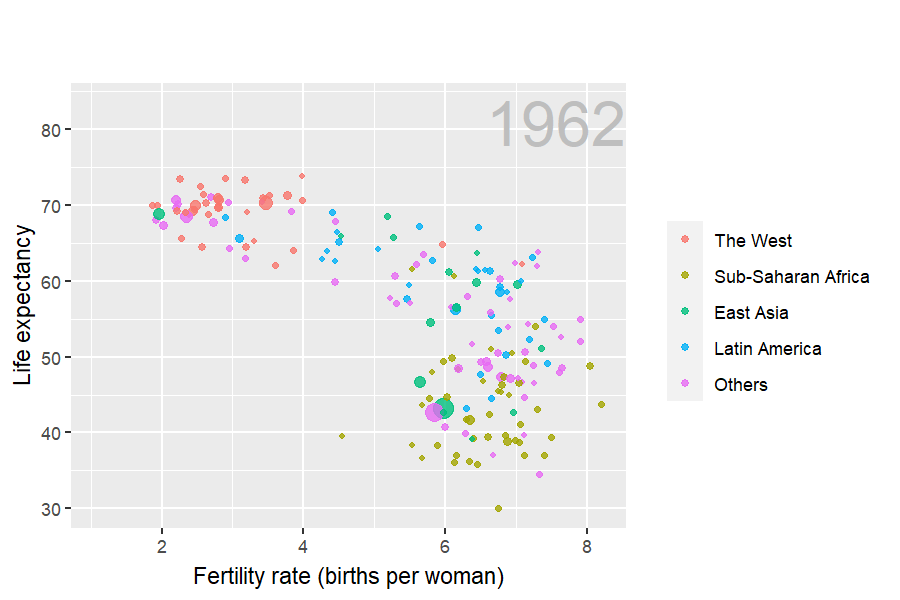 1962
80
70
60
50
40
30
Life expectancy
2
4
6
8
Fertility rate (births per woman)
The West
Sub-Saharan Africa
East Asia
Latin America
Others